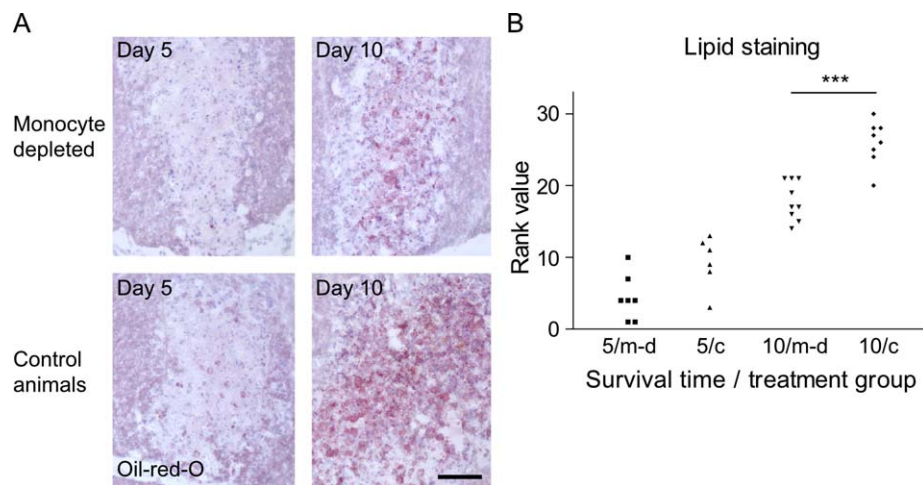 A
Day 5
Day 10
Monocyte
depleted
Day 5
Day 10
Control
animals
Oil-red-O
B
Lipid staining
***
30
20
10
0
Rank value
5/m-d 5/c 10/m-d 10/c
Survival time / treatment group